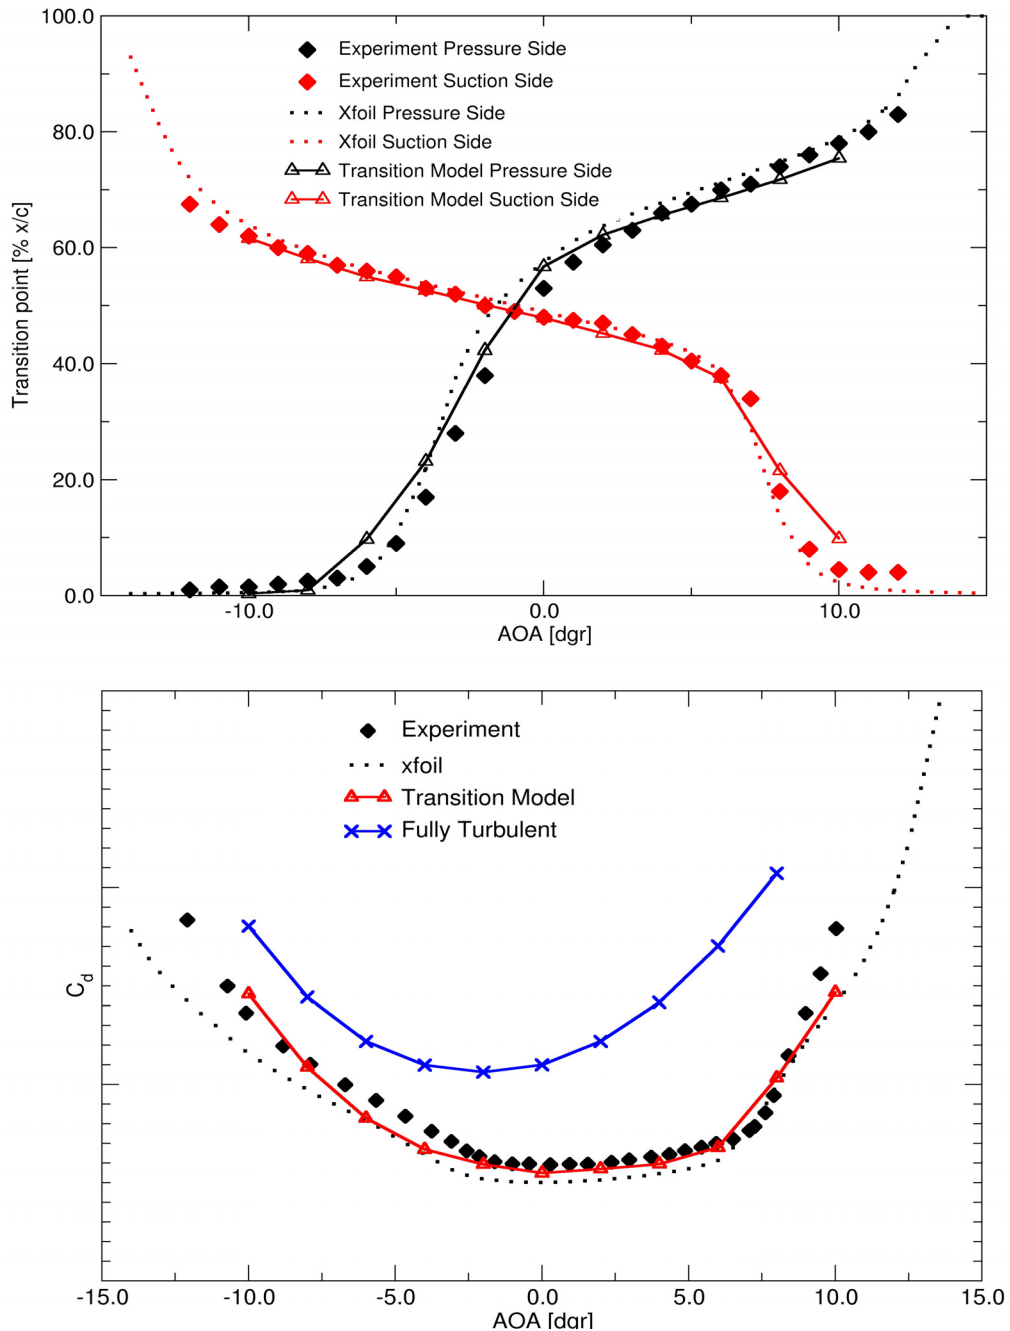 100.0
80.0
60.0
40.0
20.0
0.0
Transition point [% x/c]
Experiment Pressure Side
Experiment Suction Side
Xfoil Pressure Side
Xfoil Suction Side
Transition Model Pressure Side
Transition Model Suction Side
-10.0 0.0 10.0
AOA [dgr]
Experiment
xfoil
Transition Model
Fully Turbulent
Cd
-15.0 -10.0 -5.0 0.0 5.0 10.0 15.0
AOA [dgr]